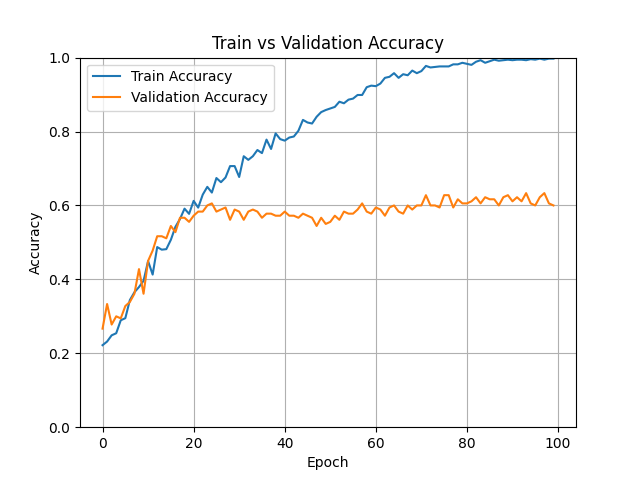 Train vs Validation Accuracy
Train Accuracy
Validation Accuracy
1.0
0.8
0.6
0.4
0.2
0.0
Accuracy
0 20 40 60 80 100
Epoch